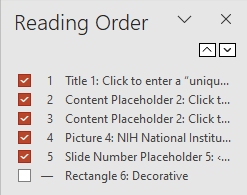 Reading Order
1 Title 1: Click to enter a "uniqu...
2 Content Placeholder 2: Click t...
3 Content Placeholder 2: Click t...
4 Picture 4: NIH National Institu...
5 Slide Number Placeholder 5: ‹...
— Rectangle 6: Decorative